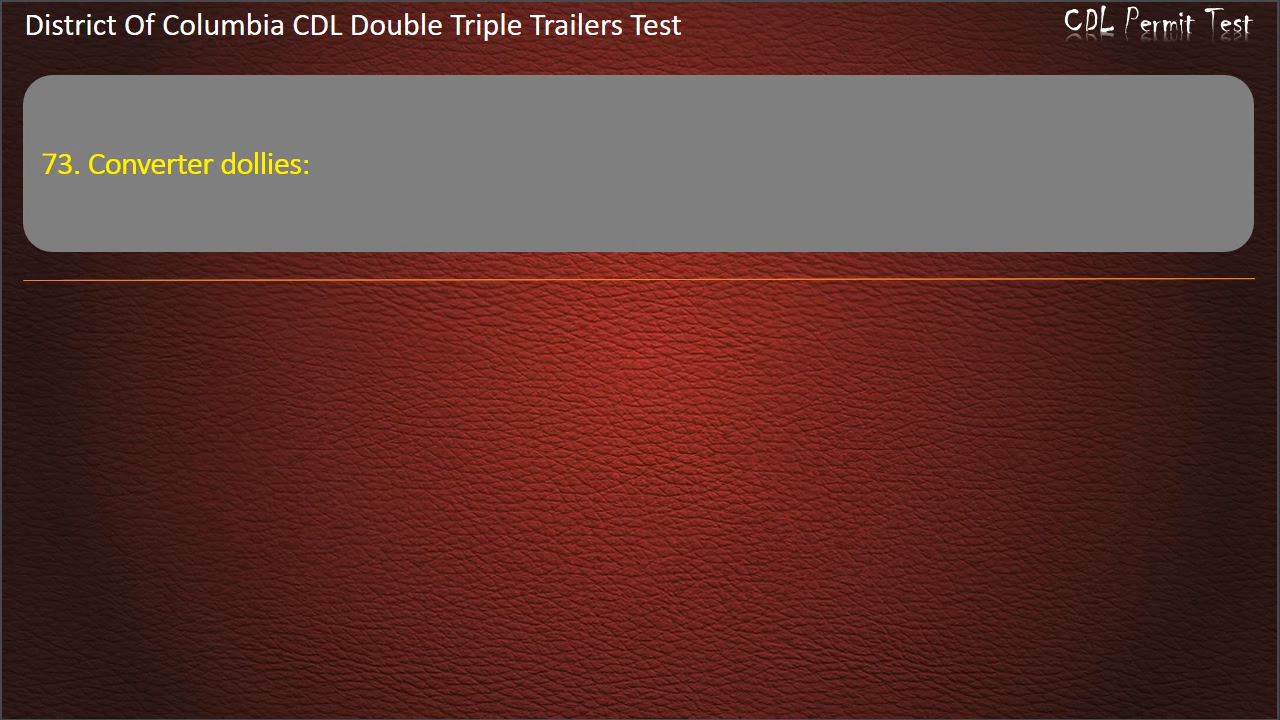 District Of Columbia CDL Double Triple Trailers Test
CDL Permit Test
73. Converter dollies: